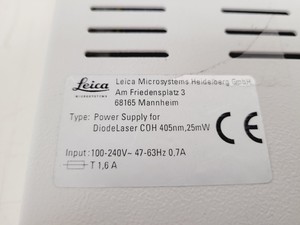 Leica
MICROSYSTEMS
Leica Microsystems Heidelberg GmbH
Am Friedensplatz 3
68165 Mannheim
Type: Power Supply for
DiodeLaser COH 405nm,25mW
CE
Input: 100-240V~ 47-63Hz 0,7A
T 1,6 A